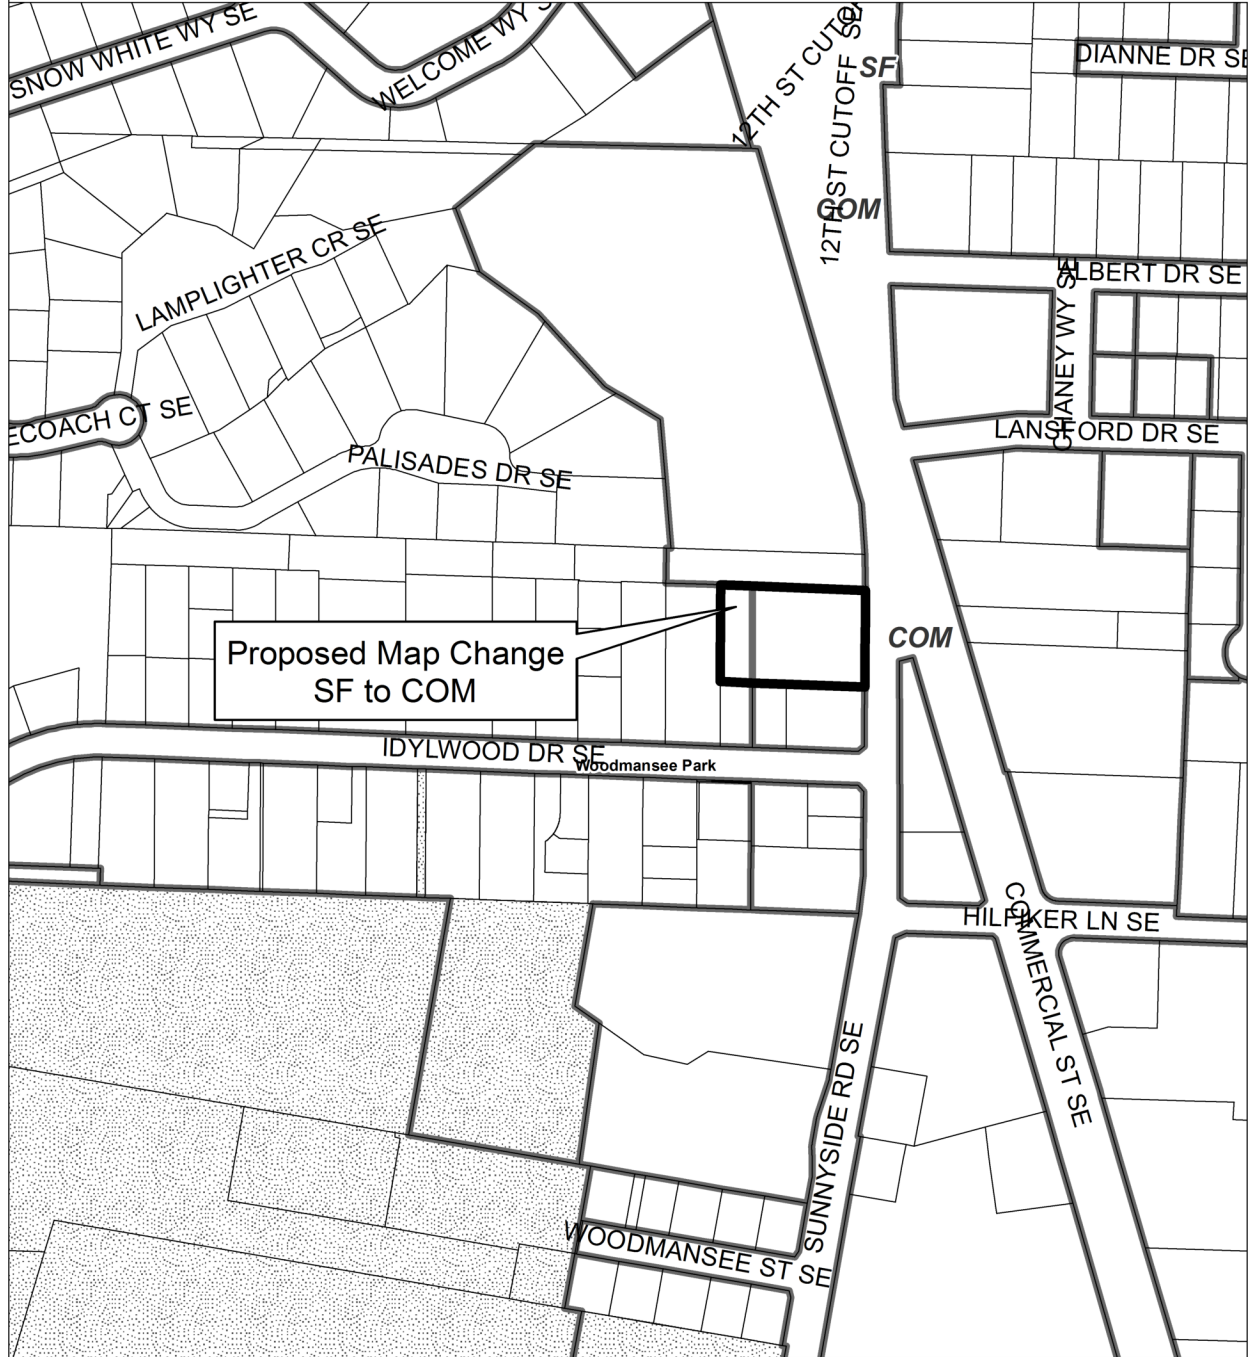 SNOW WHITE WY SE
WELCOME WY S
12TH ST CUTO
12TH ST CUTOFF SE
SF
DIANNE DR SE
COM
LAMPLIGHTER CR SE
ALBERT DR SE
CHANEY WY SE
ECOACH CT SE
LANSFORD DR SE
PALISADES DR SE
Proposed Map Change
SF to COM
COM
IDYLWOOD DR SE
Woodmansee Park
HILFIKER LN SE
COMMERCIAL ST SE
SUNNYSIDE RD SE
WOODMANSEE ST SE